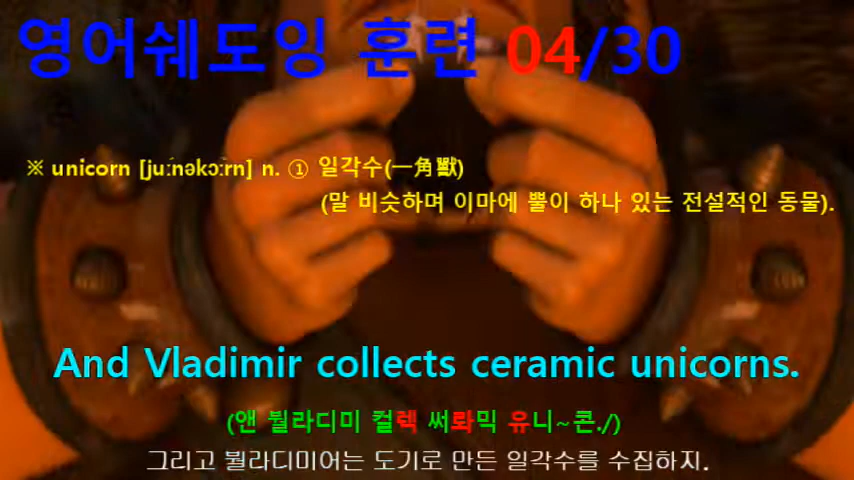 영어쉐도잉 훈련 04/30
※ unicorn [juːnəkɔːrn] n. ① 일각수(一角獸)
(말 비슷하며 이마에 뿔이 하나 있는 전설적인 동물).
And Vladimir collects ceramic unicorns.
(앤 뷜라디미 컬렉 써롸믹 유니~콘./)
그리고 뷜라디미어는 도기로 만든 일각수를 수집하지.